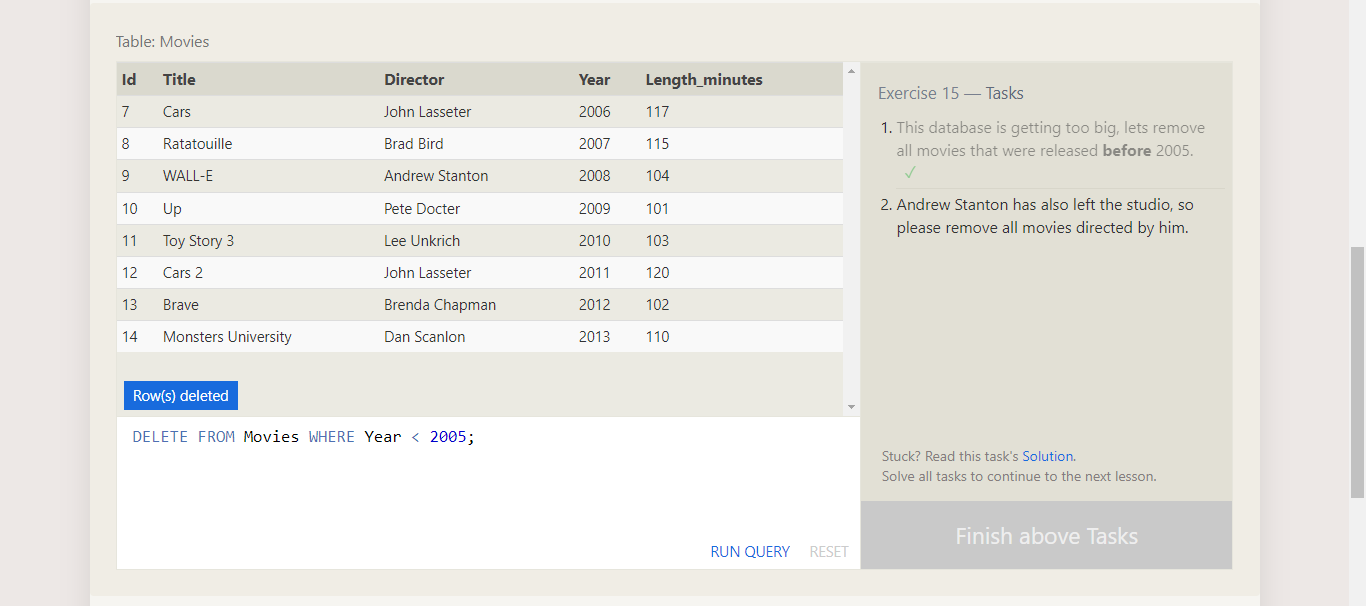 Table: Movies
Id Title Director Year Length_minutes
7 Cars John Lasseter 2006 117
8 Ratatouille Brad Bird 2007 115
9 WALL-E Andrew Stanton 2008 104
10 Up Pete Docter 2009 101
11 Toy Story 3 Lee Unkrich 2010 103
12 Cars 2 John Lasseter 2011 120
13 Brave Brenda Chapman 2012 102
14 Monsters University Dan Scanlon 2013 110
Row(s) deleted
DELETE FROM Movies WHERE Year < 2005;
RUN QUERY RESET
Exercise 15 — Tasks
1. This database is getting too big, lets remove
all movies that were released before 2005.
✓
2. Andrew Stanton has also left the studio, so
please remove all movies directed by him.
Stuck? Read this task's Solution.
Solve all tasks to continue to the next lesson.
Finish above Tasks